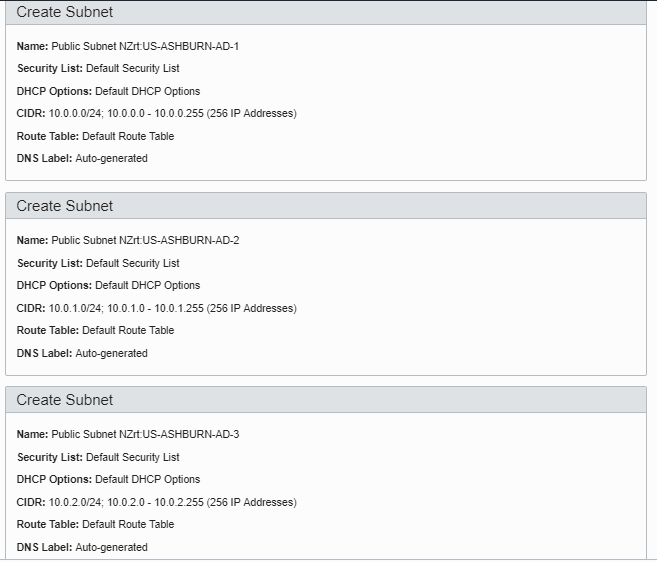 Create Subnet
Name: Public Subnet NZrt:US-ASHBURN-AD-1
Security List: Default Security List
DHCP Options: Default DHCP Options
CIDR: 10.0.0.0/24; 10.0.0.0 - 10.0.0.255 (256 IP Addresses)
Route Table: Default Route Table
DNS Label: Auto-generated
Create Subnet
Name: Public Subnet NZrt:US-ASHBURN-AD-2
Security List: Default Security List
DHCP Options: Default DHCP Options
CIDR: 10.0.1.0/24; 10.0.1.0 - 10.0.1.255 (256 IP Addresses)
Route Table: Default Route Table
DNS Label: Auto-generated
Create Subnet
Name: Public Subnet NZrt:US-ASHBURN-AD-3
Security List: Default Security List
DHCP Options: Default DHCP Options
CIDR: 10.0.2.0/24; 10.0.2.0 - 10.0.2.255 (256 IP Addresses)
Route Table: Default Route Table
DNS Label: Auto-generated